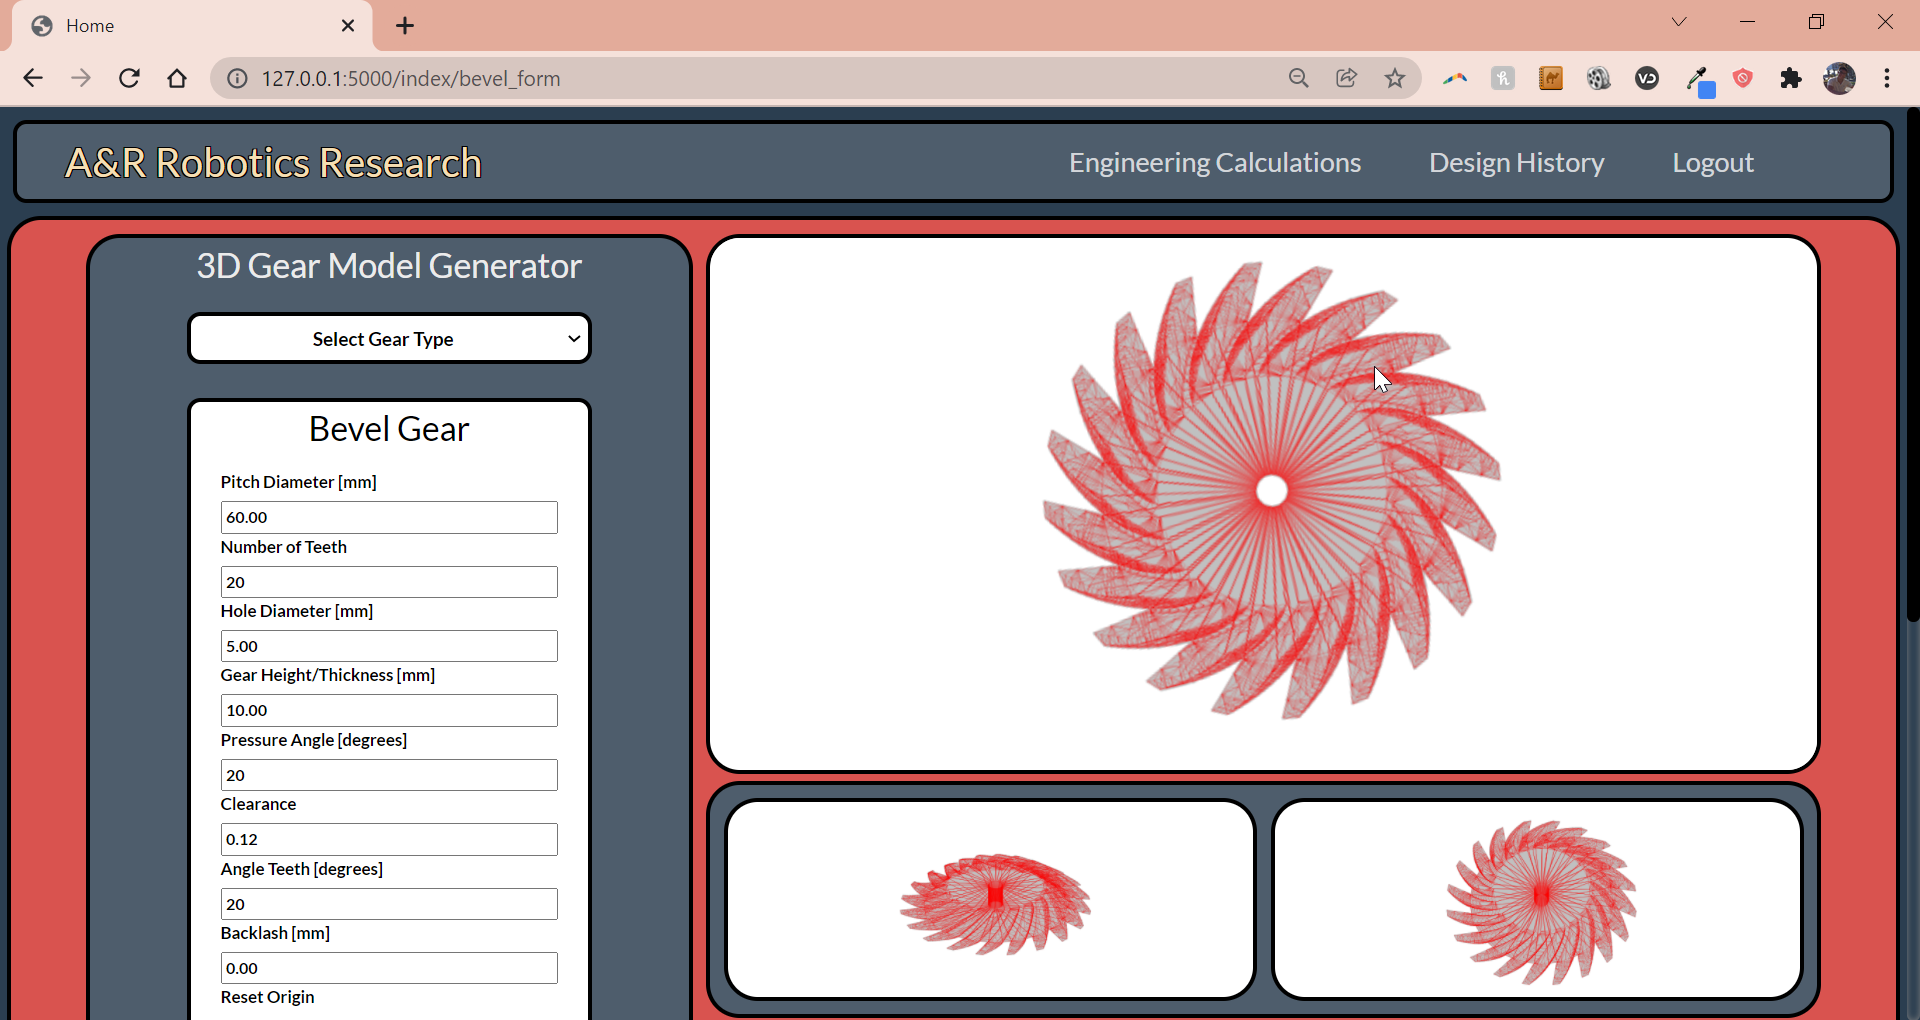 Home
127.0.0.1:5000/index/bevel_form
A&R Robotics Research
Engineering Calculations
Design History
Logout
3D Gear Model Generator
Select Gear Type
Bevel Gear
Pitch Diameter [mm]
60.00
Number of Teeth
20
Hole Diameter [mm]
5.00
Gear Height/Thickness [mm]
10.00
Pressure Angle [degrees]
20
Clearance
0.12
Angle Teeth [degrees]
20
Backlash [mm]
0.00
Reset Origin